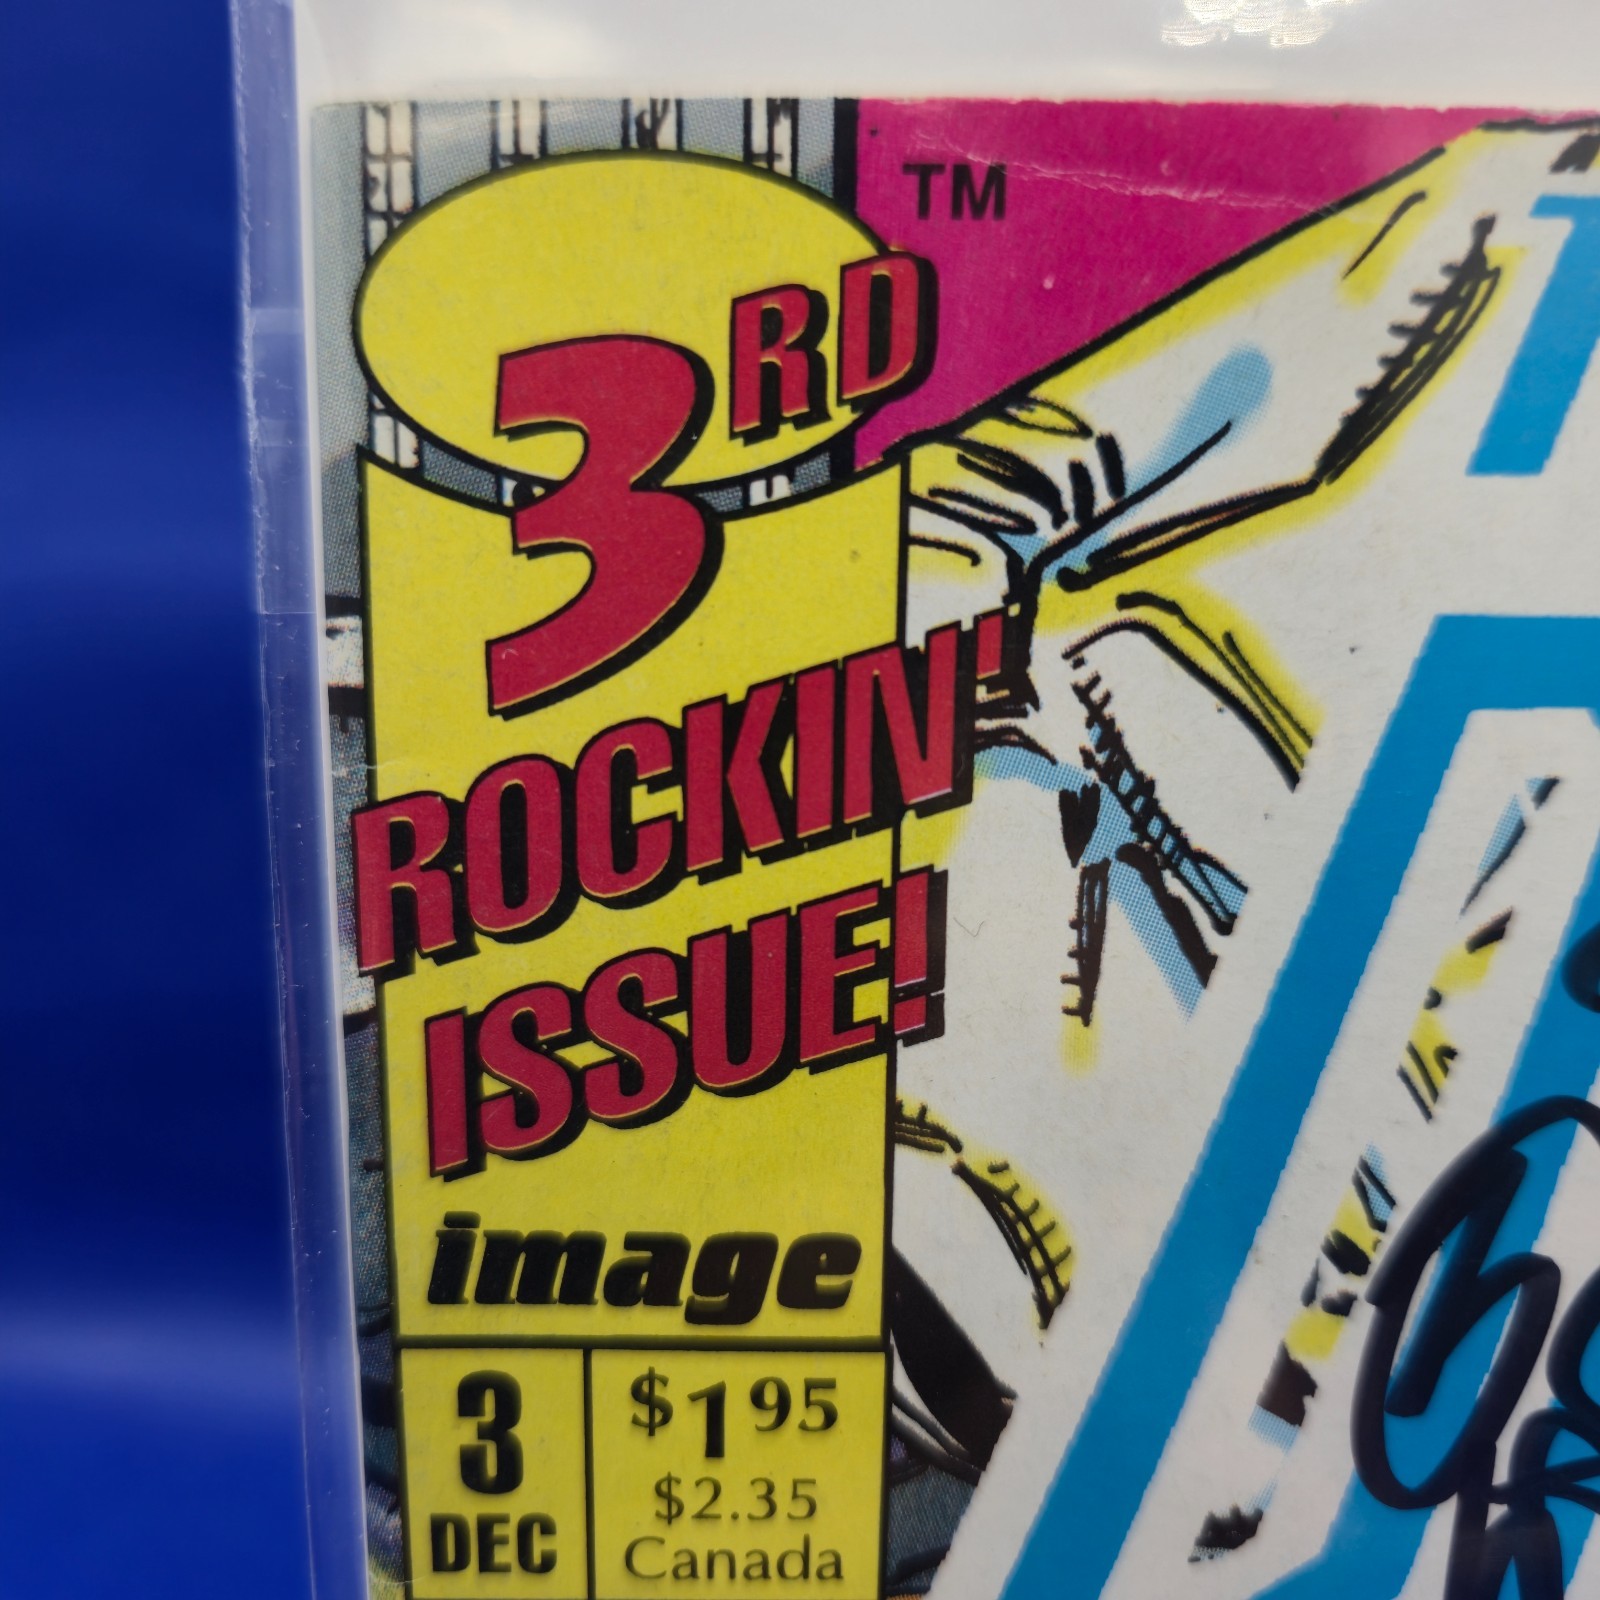 TM
3RD
ROCKIN'
ISSUE!
image
3
DEC
$1 95
$2.35
Canada